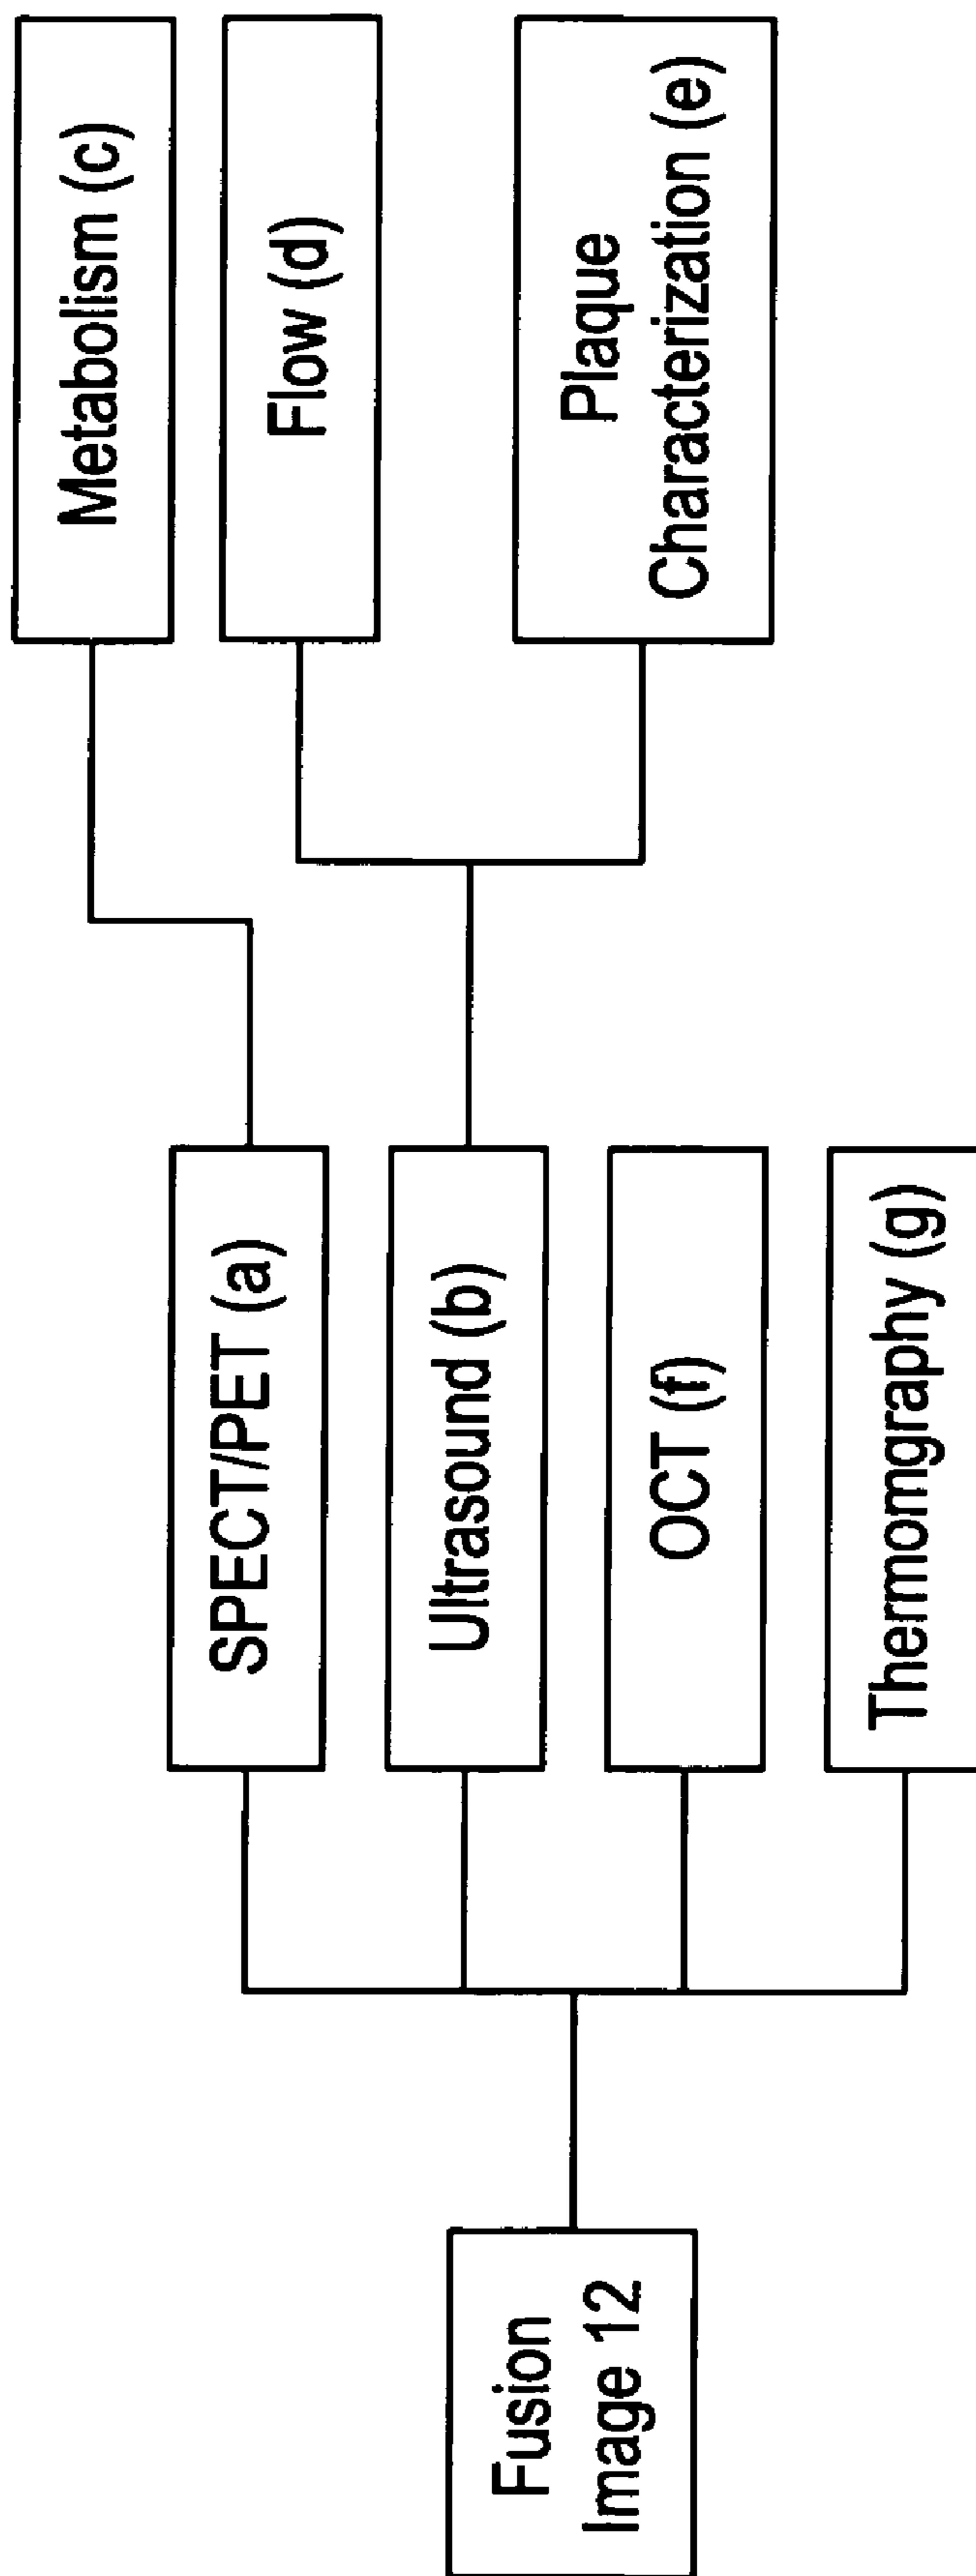 Fusion
Image 12
SPECT/PET (a)
Ultrasound (b)
OCT (f)
Thermomgraphy (g)
Metabolism (c)
Flow (d)
Plaque
Characterization (e)